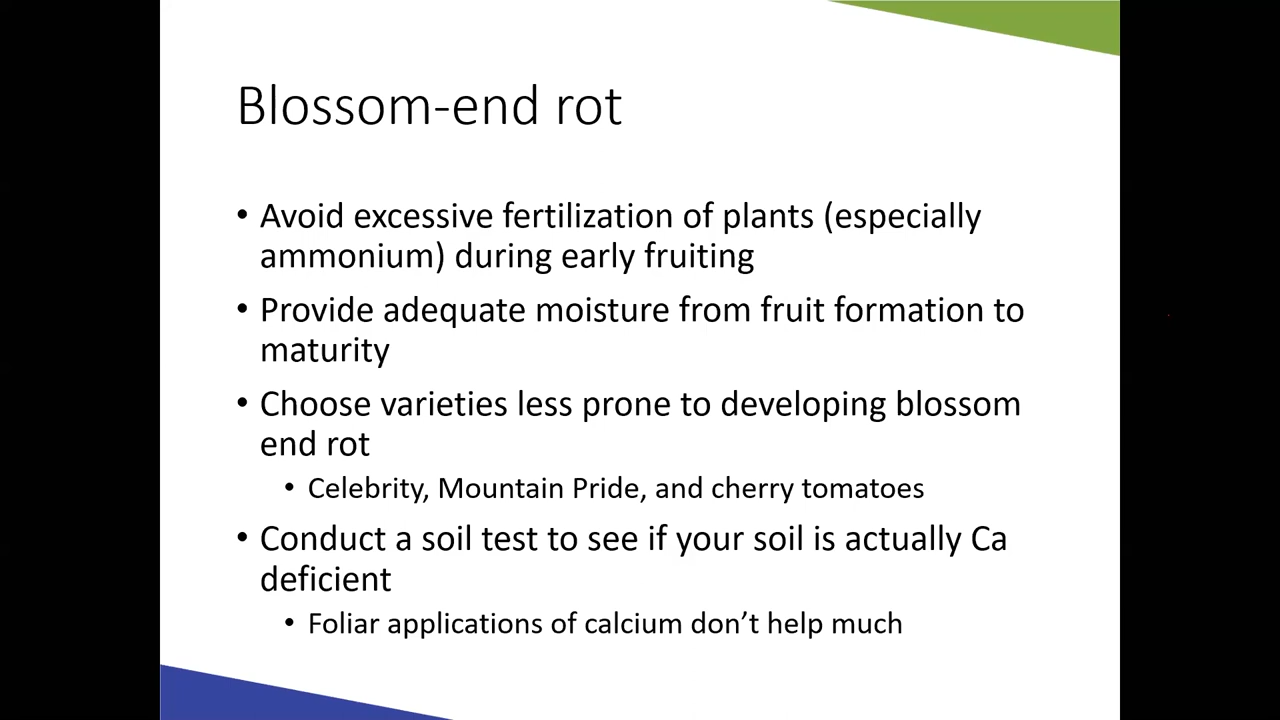 Blossom-end rot
• Avoid excessive fertilization of plants (especially
ammonium) during early fruiting
• Provide adequate moisture from fruit formation to
maturity
• Choose varieties less prone to developing blossom
end rot
• Celebrity, Mountain Pride, and cherry tomatoes
• Conduct a soil test to see if your soil is actually Ca
deficient
• Foliar applications of calcium don’t help much